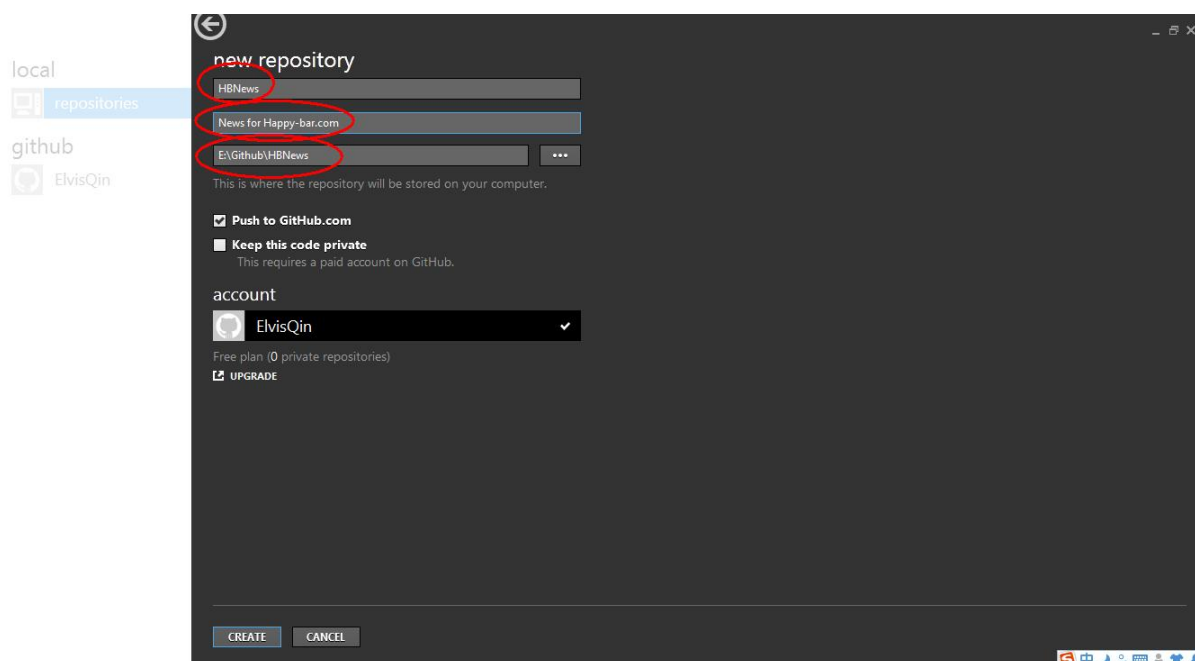 new repository
local
HBNews
repositories
News for Happy-bar.com
github
E:\Github\HBNews
...
ElvisQin
This is where the repository will be stored on your computer.
Push to GitHub.com
Keep this code private
This requires a paid account on GitHub.
account
ElvisQin
Free plan (0 private repositories)
UPGRADE
CREATE
CANCEL
中